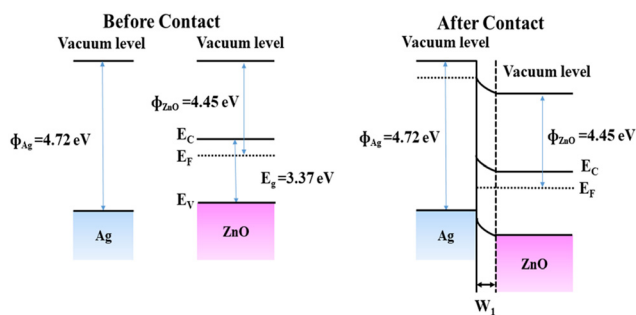 Before Contact
Vacuum level
Vacuum level
ϕAg =4.72 eV
ϕZnO =4.45 eV
EC
EF
Eg =3.37 eV
EV
Ag
ZnO
After Contact
Vacuum level
Vacuum level
ϕAg =4.72 eV
ϕZnO =4.45 eV
EC
EF
Ag
ZnO
W1